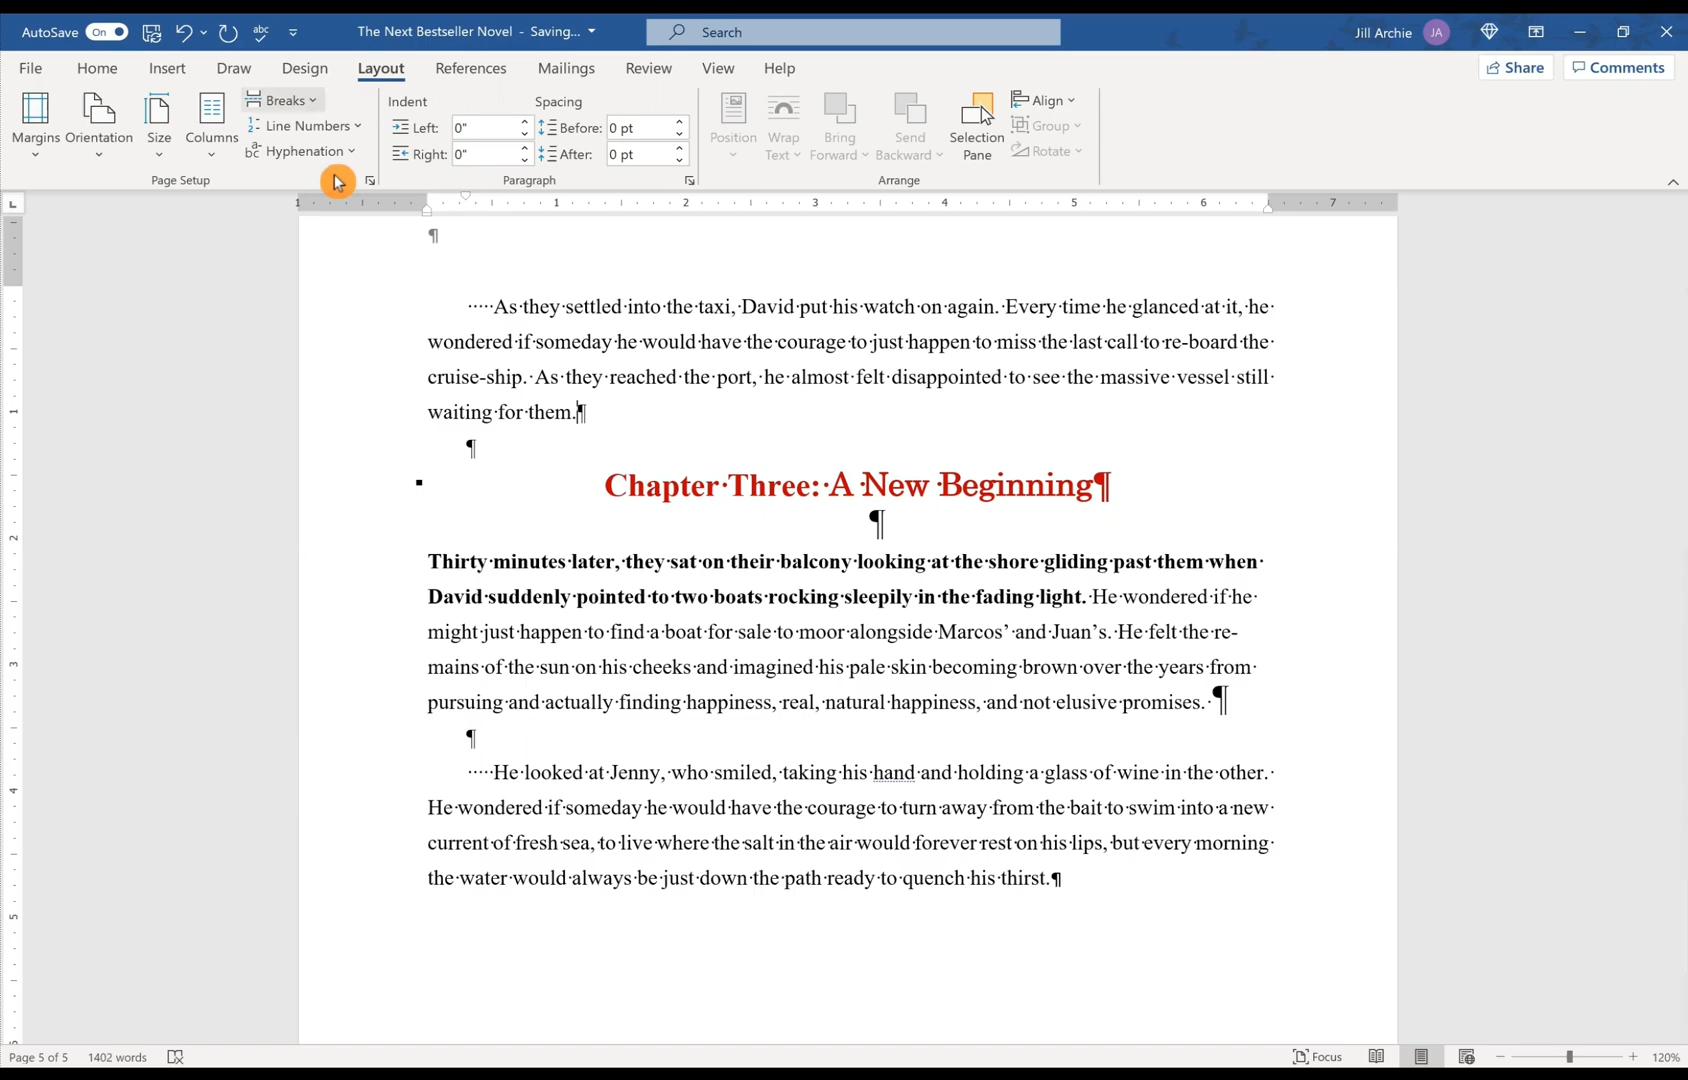 AutoSave On The Next Bestseller Novel - Saving... Search Jill Archie JA
File Home Insert Draw Design Layout References Mailings Review View Help Share Comments
Margins Orientation Size Columns Breaks Line Numbers Hyphenation
Page Setup
Indent Spacing
Left: 0" Before: 0 pt
Right: 0" After: 0 pt
Paragraph
Position Wrap Text Bring Forward Send Backward Selection Pane Align Group Rotate
Arrange
1 1 2 3 4 5 6 7
¶
·····As·they·settled·into·the·taxi,·David·put·his·watch·on·again.·Every·time·he·glanced·at·it,·he·
wondered·if·someday·he·would·have·the·courage·to·just·happen·to·miss·the·last·call·to·re-board·the·
cruise-ship.·As·they·reached·the·port,·he·almost·felt·disappointed·to·see·the·massive·vessel·still·
waiting·for·them.¶
¶
Chapter·Three:·A·New·Beginning¶
¶
Thirty·minutes·later,·they·sat·on·their·balcony·looking·at·the·shore·gliding·past·them·when·
David·suddenly·pointed·to·two·boats·rocking·sleepily·in·the·fading·light.·He·wondered·if·he·
might·just·happen·to·find·a·boat·for·sale·to·moor·alongside·Marcos’·and·Juan’s.·He·felt·the·re-
mains·of·the·sun·on·his·cheeks·and·imagined·his·pale·skin·becoming·brown·over·the·years·from·
pursuing·and·actually·finding·happiness,·real,·natural·happiness,·and·not·elusive·promises.·¶
¶
·····He·looked·at·Jenny,·who·smiled,·taking·his·hand·and·holding·a·glass·of·wine·in·the·other.·
He·wondered·if·someday·he·would·have·the·courage·to·turn·away·from·the·bait·to·swim·into·a·new·
current·of·fresh·sea,·to·live·where·the·salt·in·the·air·would·forever·rest·on·his·lips,·but·every·morning·
the·water·would·always·be·just·down·the·path·ready·to·quench·his·thirst.¶
1
2
3
4
5
Page 5 of 5 1402 words Focus 120%